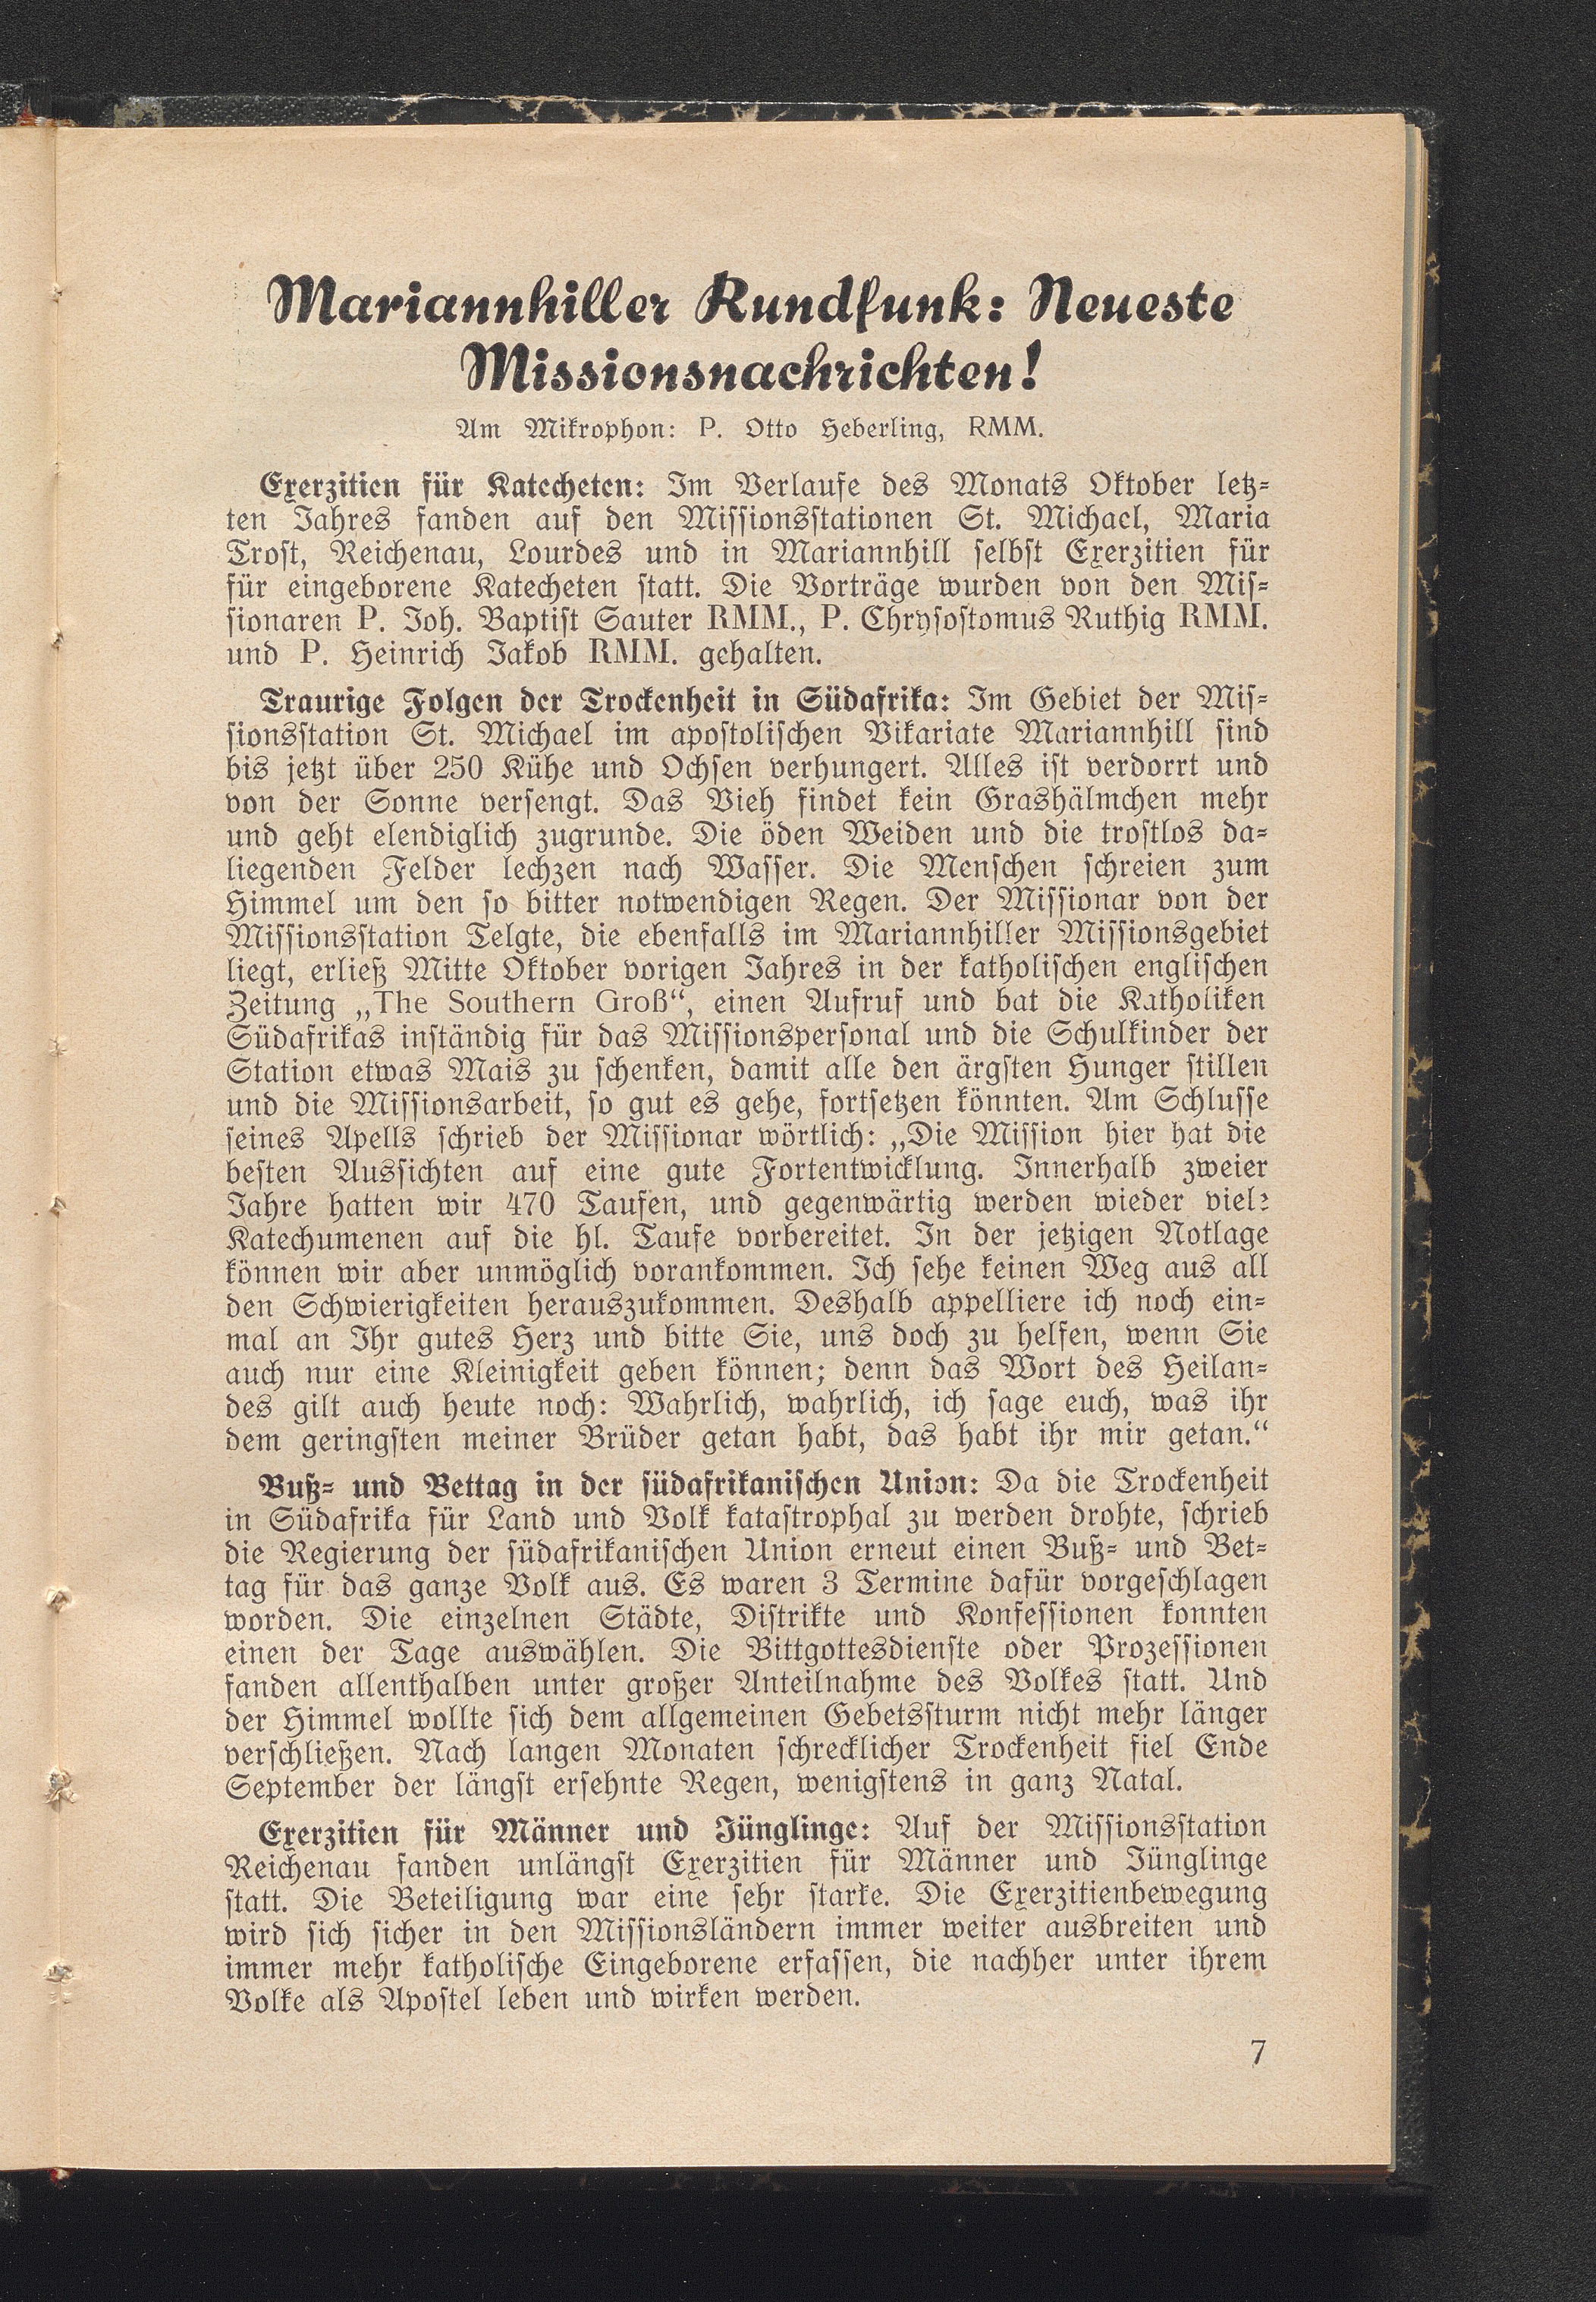 Mariannhiller Rundfunk: Neueste
Missionsnachrichten!
Am Mikrophon: P. Otto Heberling, RMM.
Exerzitien für Katecheten: Im Verlaufe des Monats Oktober letz-
ten Jahres fanden auf den Missionsstationen St. Michael, Maria
Trost, Reichenau, Lourdes und in Mariannhill selbst Exerzitien für
für eingeborene Katecheten statt. Die Vorträge wurden von den Mis-
sionaren P. Joh. Baptist Sauter RMM., P. Chrysostomus Ruthig RMM.
und P. Heinrich Jakob RMM. gehalten.
Traurige Folgen der Trockenheit in Südafrika: Im Gebiet der Mis-
sionsstation St. Michael im apostolischen Vikariate Mariannhill sind
bis jetzt über 250 Kühe und Ochsen verhungert. Alles ist verdorrt und
von der Sonne versengt. Das Vieh findet kein Grashälmchen mehr
und geht elendiglich zugrunde. Die öden Weiden und die trostlos da-
liegenden Felder lechzen nach Wasser. Die Menschen schreien zum
Himmel um den so bitter notwendigen Regen. Der Missionar von der
Missionsstation Telgte, die ebenfalls im Mariannhiller Missionsgebiet
liegt, erließ Mitte Oktober vorigen Jahres in der katholischen englischen
Zeitung „The Southern Groß“, einen Aufruf und bat die Katholiken
Südafrikas inständig für das Missionspersonal und die Schulkinder der
Station etwas Mais zu schenken, damit alle den ärgsten Hunger stillen
und die Missionsarbeit, so gut es gehe, fortsetzen könnten. Am Schlusse
seines Apells schrieb der Missionar wörtlich: „Die Mission hier hat die
besten Aussichten auf eine gute Fortentwicklung. Innerhalb zweier
Jahre hatten wir 470 Taufen, und gegenwärtig werden wieder viele
Katechumenen auf die hl. Taufe vorbereitet. In der jetzigen Notlage
können wir aber unmöglich vorankommen. Ich sehe keinen Weg aus all
den Schwierigkeiten herauszukommen. Deshalb appelliere ich noch ein-
mal an Ihr gutes Herz und bitte Sie, uns doch zu helfen, wenn Sie
auch nur eine Kleinigkeit geben können; denn das Wort des Heilan-
des gilt auch heute noch: Wahrlich, wahrlich, ich sage euch, was ihr
dem geringsten meiner Brüder getan habt, das habt ihr mir getan.“
Buß- und Bettag in der südafrikanischen Union: Da die Trockenheit
in Südafrika für Land und Volk katastrophal zu werden drohte, schrieb
die Regierung der südafrikanischen Union erneut einen Buß- und Bet-
tag für das ganze Volk aus. Es waren 3 Termine dafür vorgeschlagen
worden. Die einzelnen Städte, Distrikte und Konfessionen konnten
einen der Tage auswählen. Die Bittgottesdienste oder Prozessionen
fanden allenthalben unter großer Anteilnahme des Volkes statt. Und
der Himmel wollte sich dem allgemeinen Gebetssturm nicht mehr länger
verschließen. Nach langen Monaten schrecklicher Trockenheit fiel Ende
September der längst ersehnte Regen, wenigstens in ganz Natal.
Exerzitien für Männer und Jünglinge: Auf der Missionsstation
Reichenau fanden unlängst Exerzitien für Männer und Jünglinge
statt. Die Beteiligung war eine sehr starke. Die Exerzitienbewegung
wird sich sicher in den Missionsländern immer weiter ausbreiten und
immer mehr katholische Eingeborene erfassen, die nachher unter ihrem
Volke als Apostel leben und wirken werden.
7